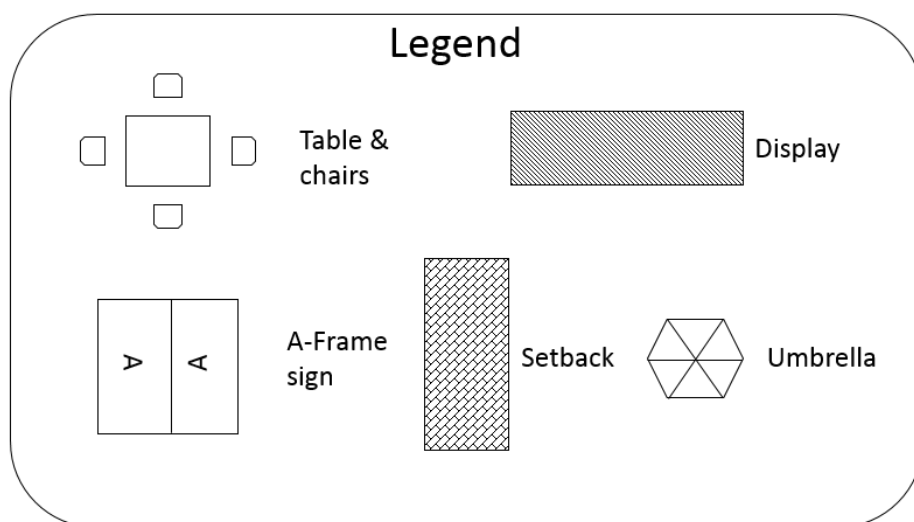 Legend
Table &
chairs
Display
A A
A-Frame
sign
Setback
Umbrella